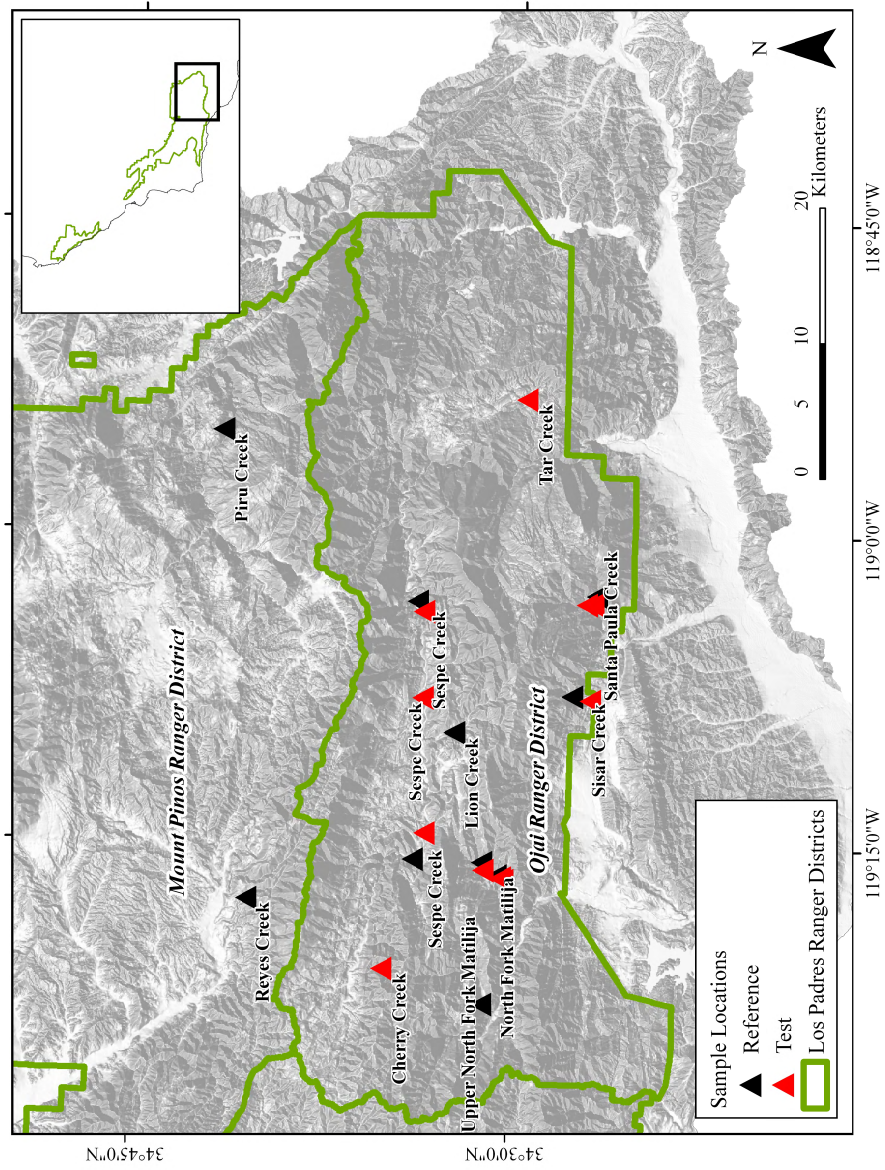 Mount Pinos Ranger District
Reyes Creek
Piru Creek
Cherry Creek
Sespe Creek
Sespe Creek
Sespe Creek
Lion Creek
Upper North Fork Matilija
North Fork Matilija
Ojai Ranger District
Tar Creek
Sisar Creek
Santa Paula Creek
Sample Locations
Reference
Test
Los Padres Ranger Districts
0 5 10 20
Kilometers
N
34°45'0"N
34°30'0"N
119°15'0"W
119°0'0"W
118°45'0"W